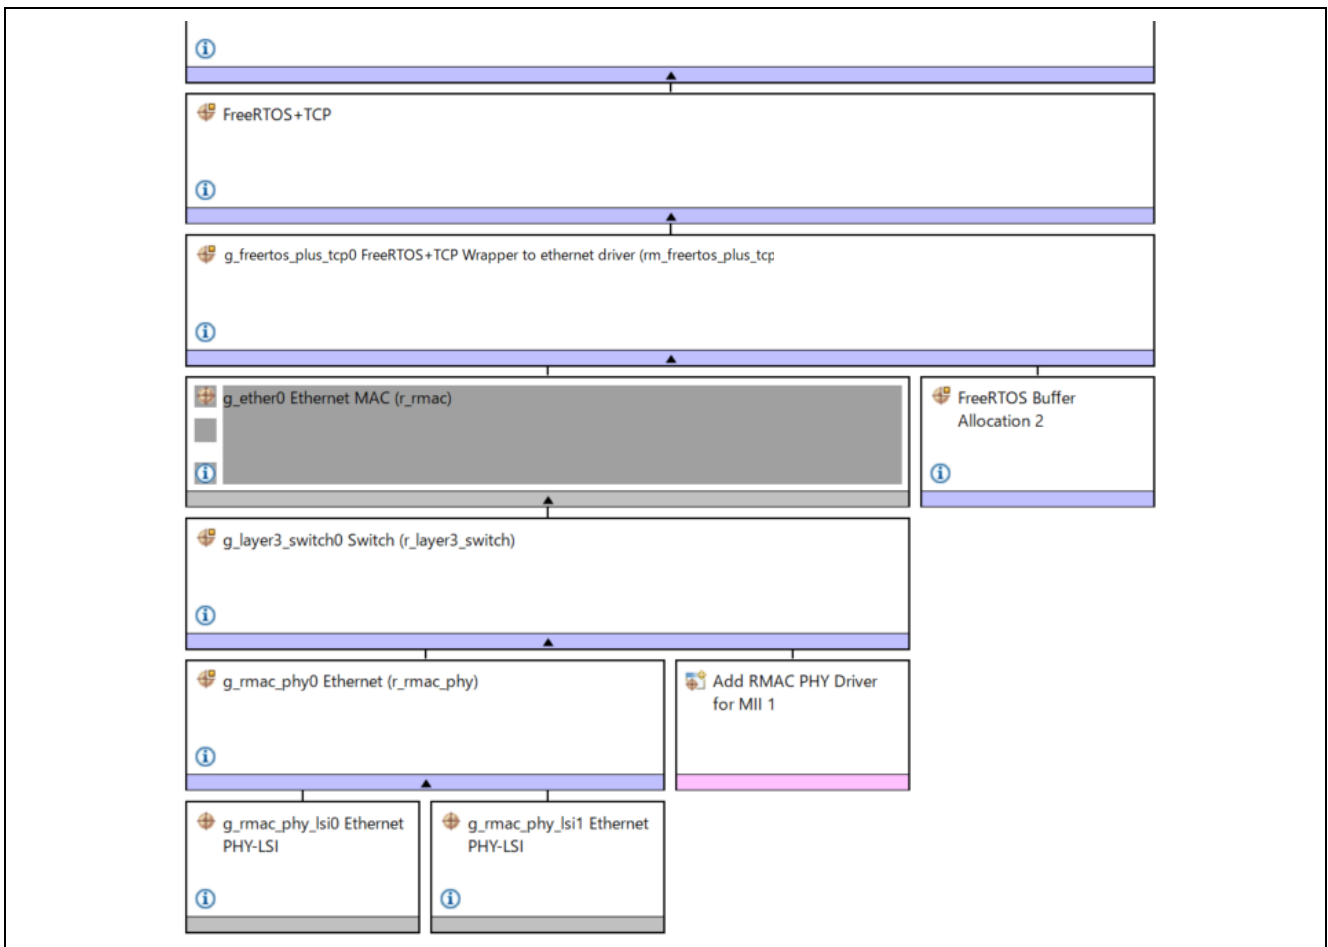 FreeRTOS+TCP
g_freertos_plus_tcp0 FreeRTOS+TCP Wrapper to ethernet driver (rm_freertos_plus_tcp
g_ether0 Ethernet MAC (r_rmac)
FreeRTOS Buffer
Allocation 2
g_layer3_switch0 Switch (r_layer3_switch)
g_rmac_phy0 Ethernet (r_rmac_phy)
Add RMAC PHY Driver
for MII 1
g_rmac_phy_lsi0 Ethernet
PHY-LSI
g_rmac_phy_lsi1 Ethernet
PHY-LSI